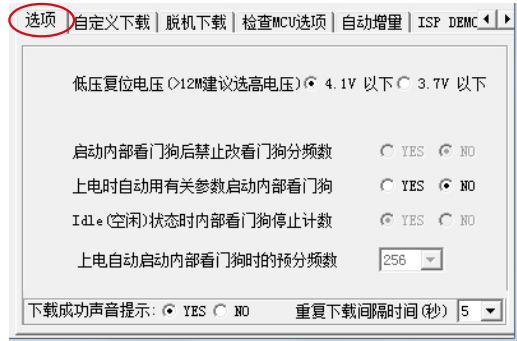 选项 自定义下载 脱机下载 检查MCU选项 自动增量 ISP DEMO
低压复位电压(>12M建议选高电压) 4.1V 以下 3.7V 以下
启动内部看门狗后禁止改看门狗分频数 YES NO
上电时自动用有关参数启动内部看门狗 YES NO
Idle(空闲)状态时内部看门狗停止计数 YES NO
上电自动启动内部看门狗时的预分频数 256
下载成功声音提示: YES NO 重复下载间隔时间(秒) 5